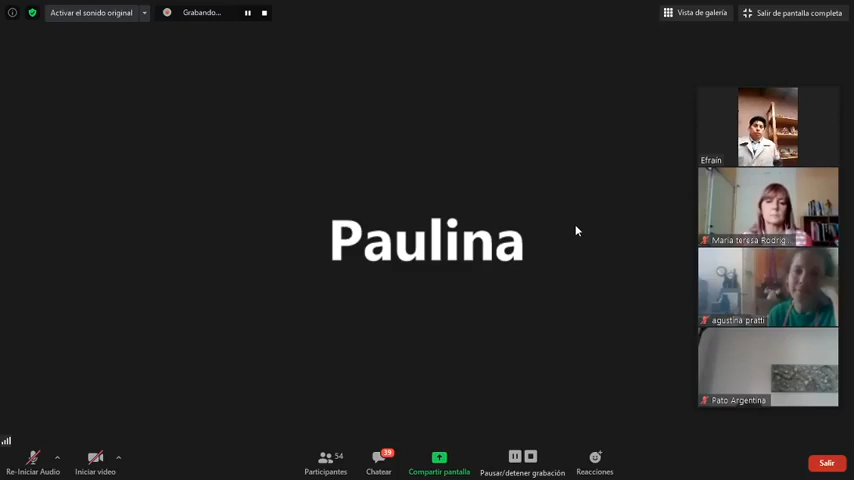 Activar el sonido original
Grabando...
Vista de galería
Salir de pantalla completa
Efraín
Paulina
María teresa Rodríg...
agustina pratti
Pato Argentina
Re-Iniciar Audio
Iniciar video
54
Participantes
39
Chatear
Compartir pantalla
Pausar/detener grabación
Reacciones
Salir